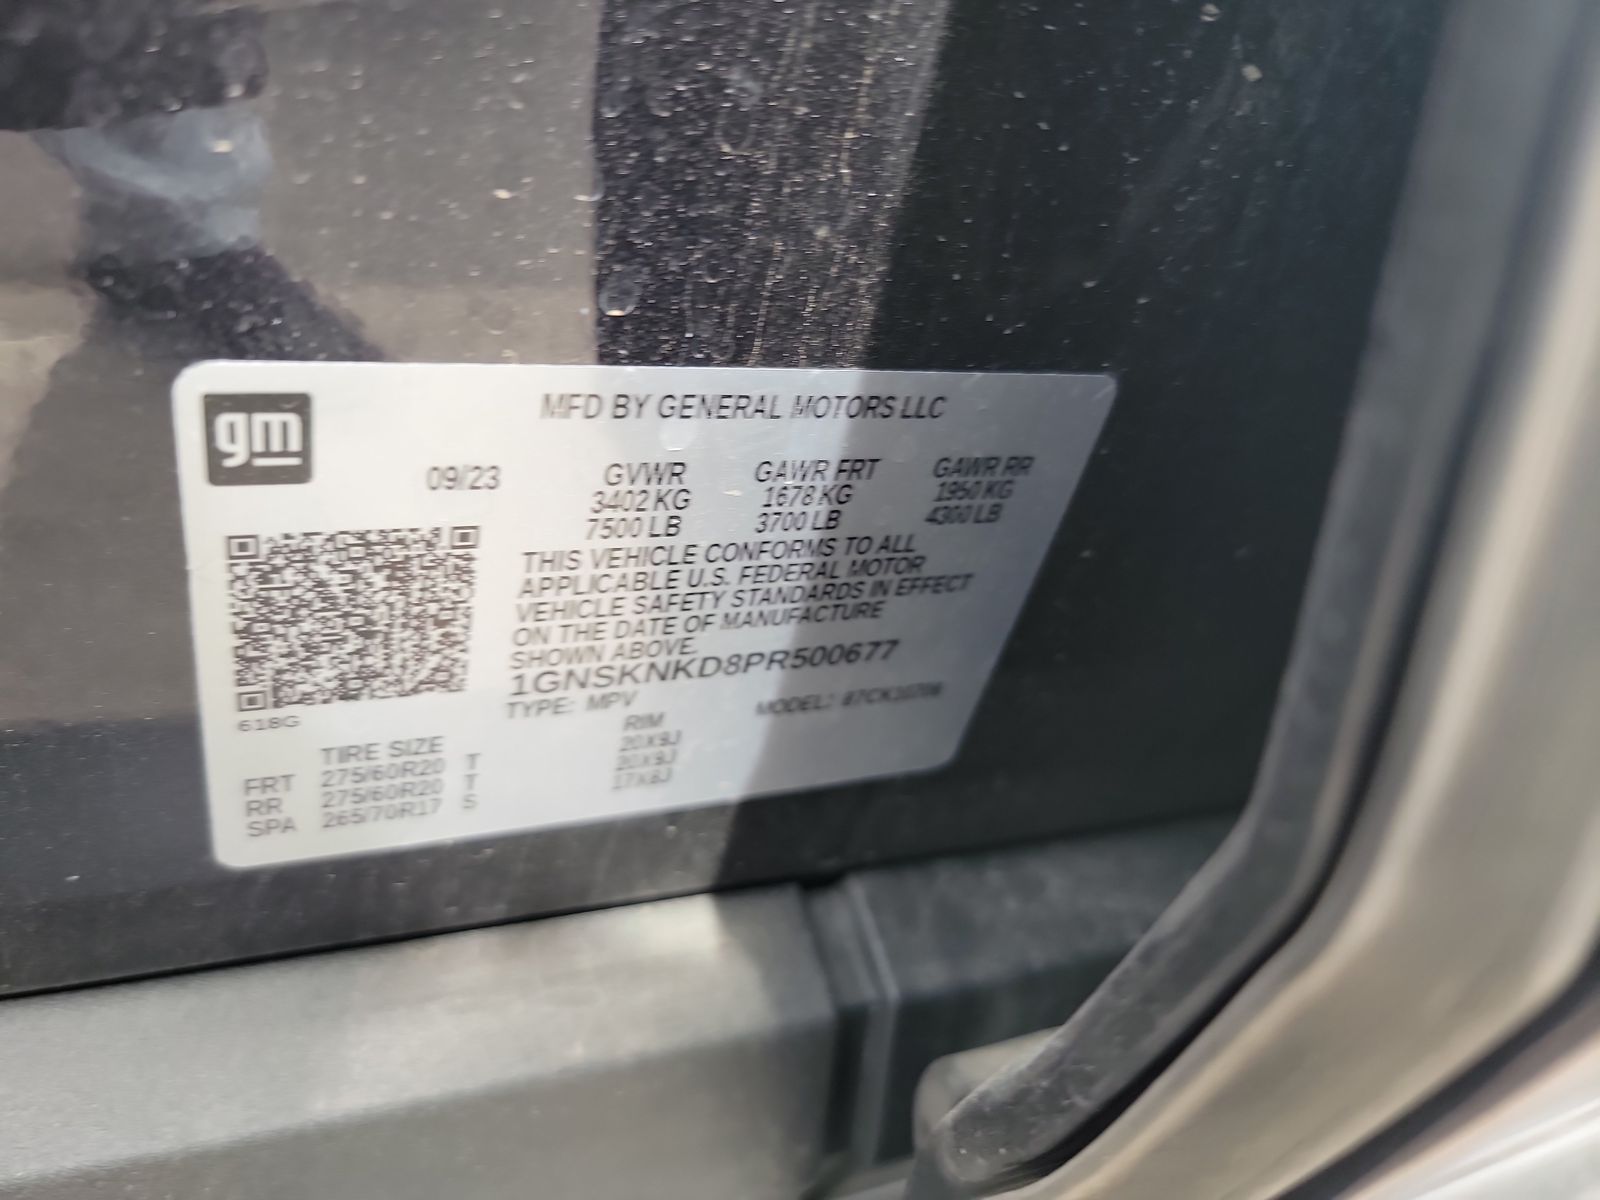 gm
MFD BY GENERAL MOTORS LLC
09/23 GVWR GAWR FRT GAWR RR
3402 KG 1678 KG 1950 KG
7500 LB 3700 LB 4300 LB
THIS VEHICLE CONFORMS TO ALL
APPLICABLE U.S. FEDERAL MOTOR
VEHICLE SAFETY STANDARDS IN EFFECT
ON THE DATE OF MANUFACTURE
SHOWN ABOVE.
1GNSKNKD8PR500677
TYPE: MPV MODEL:
618G
TIRE SIZE RIM
FRT 275/60R20 T 20X9J
RR 275/60R20 T 20X9J
SPA 265/70R17 S 17X8J